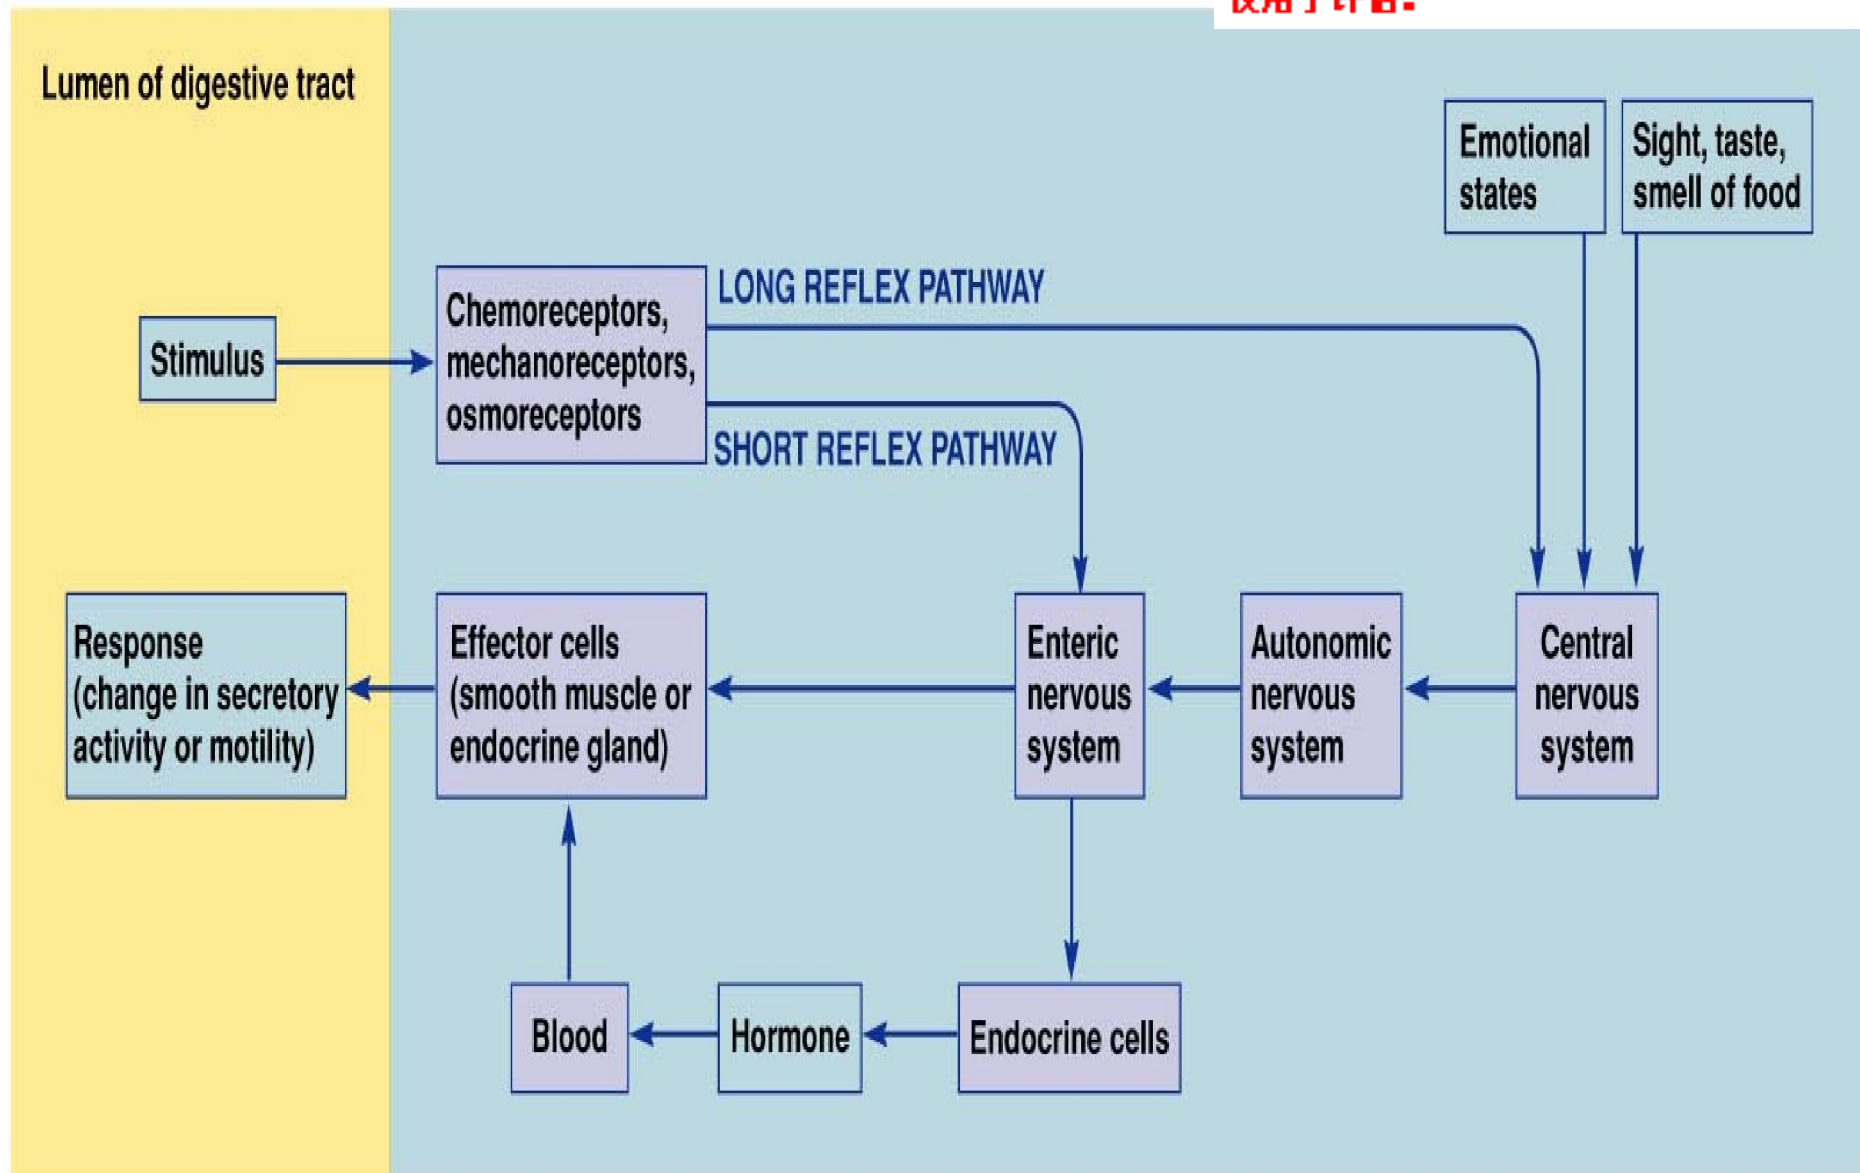 Lumen of digestive tract
Emotional
states
Sight, taste,
smell of food
LONG REFLEX PATHWAY
Chemoreceptors,
mechanoreceptors,
osmoreceptors
Stimulus
SHORT REFLEX PATHWAY
Response
(change in secretory
activity or motility)
Effector cells
(smooth muscle or
endocrine gland)
Enteric
nervous
system
Autonomic
nervous
system
Central
nervous
system
Blood
Hormone
Endocrine cells